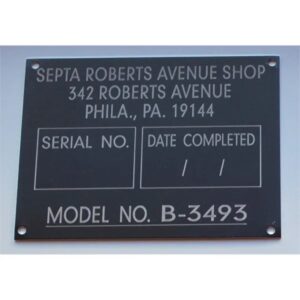 SEPTA ROBERTS AVENUE SHOP
342 ROBERTS AVENUE
PHILA., PA. 19144
SERIAL NO. DATE COMPLETED
/ /
MODEL NO. B-3493